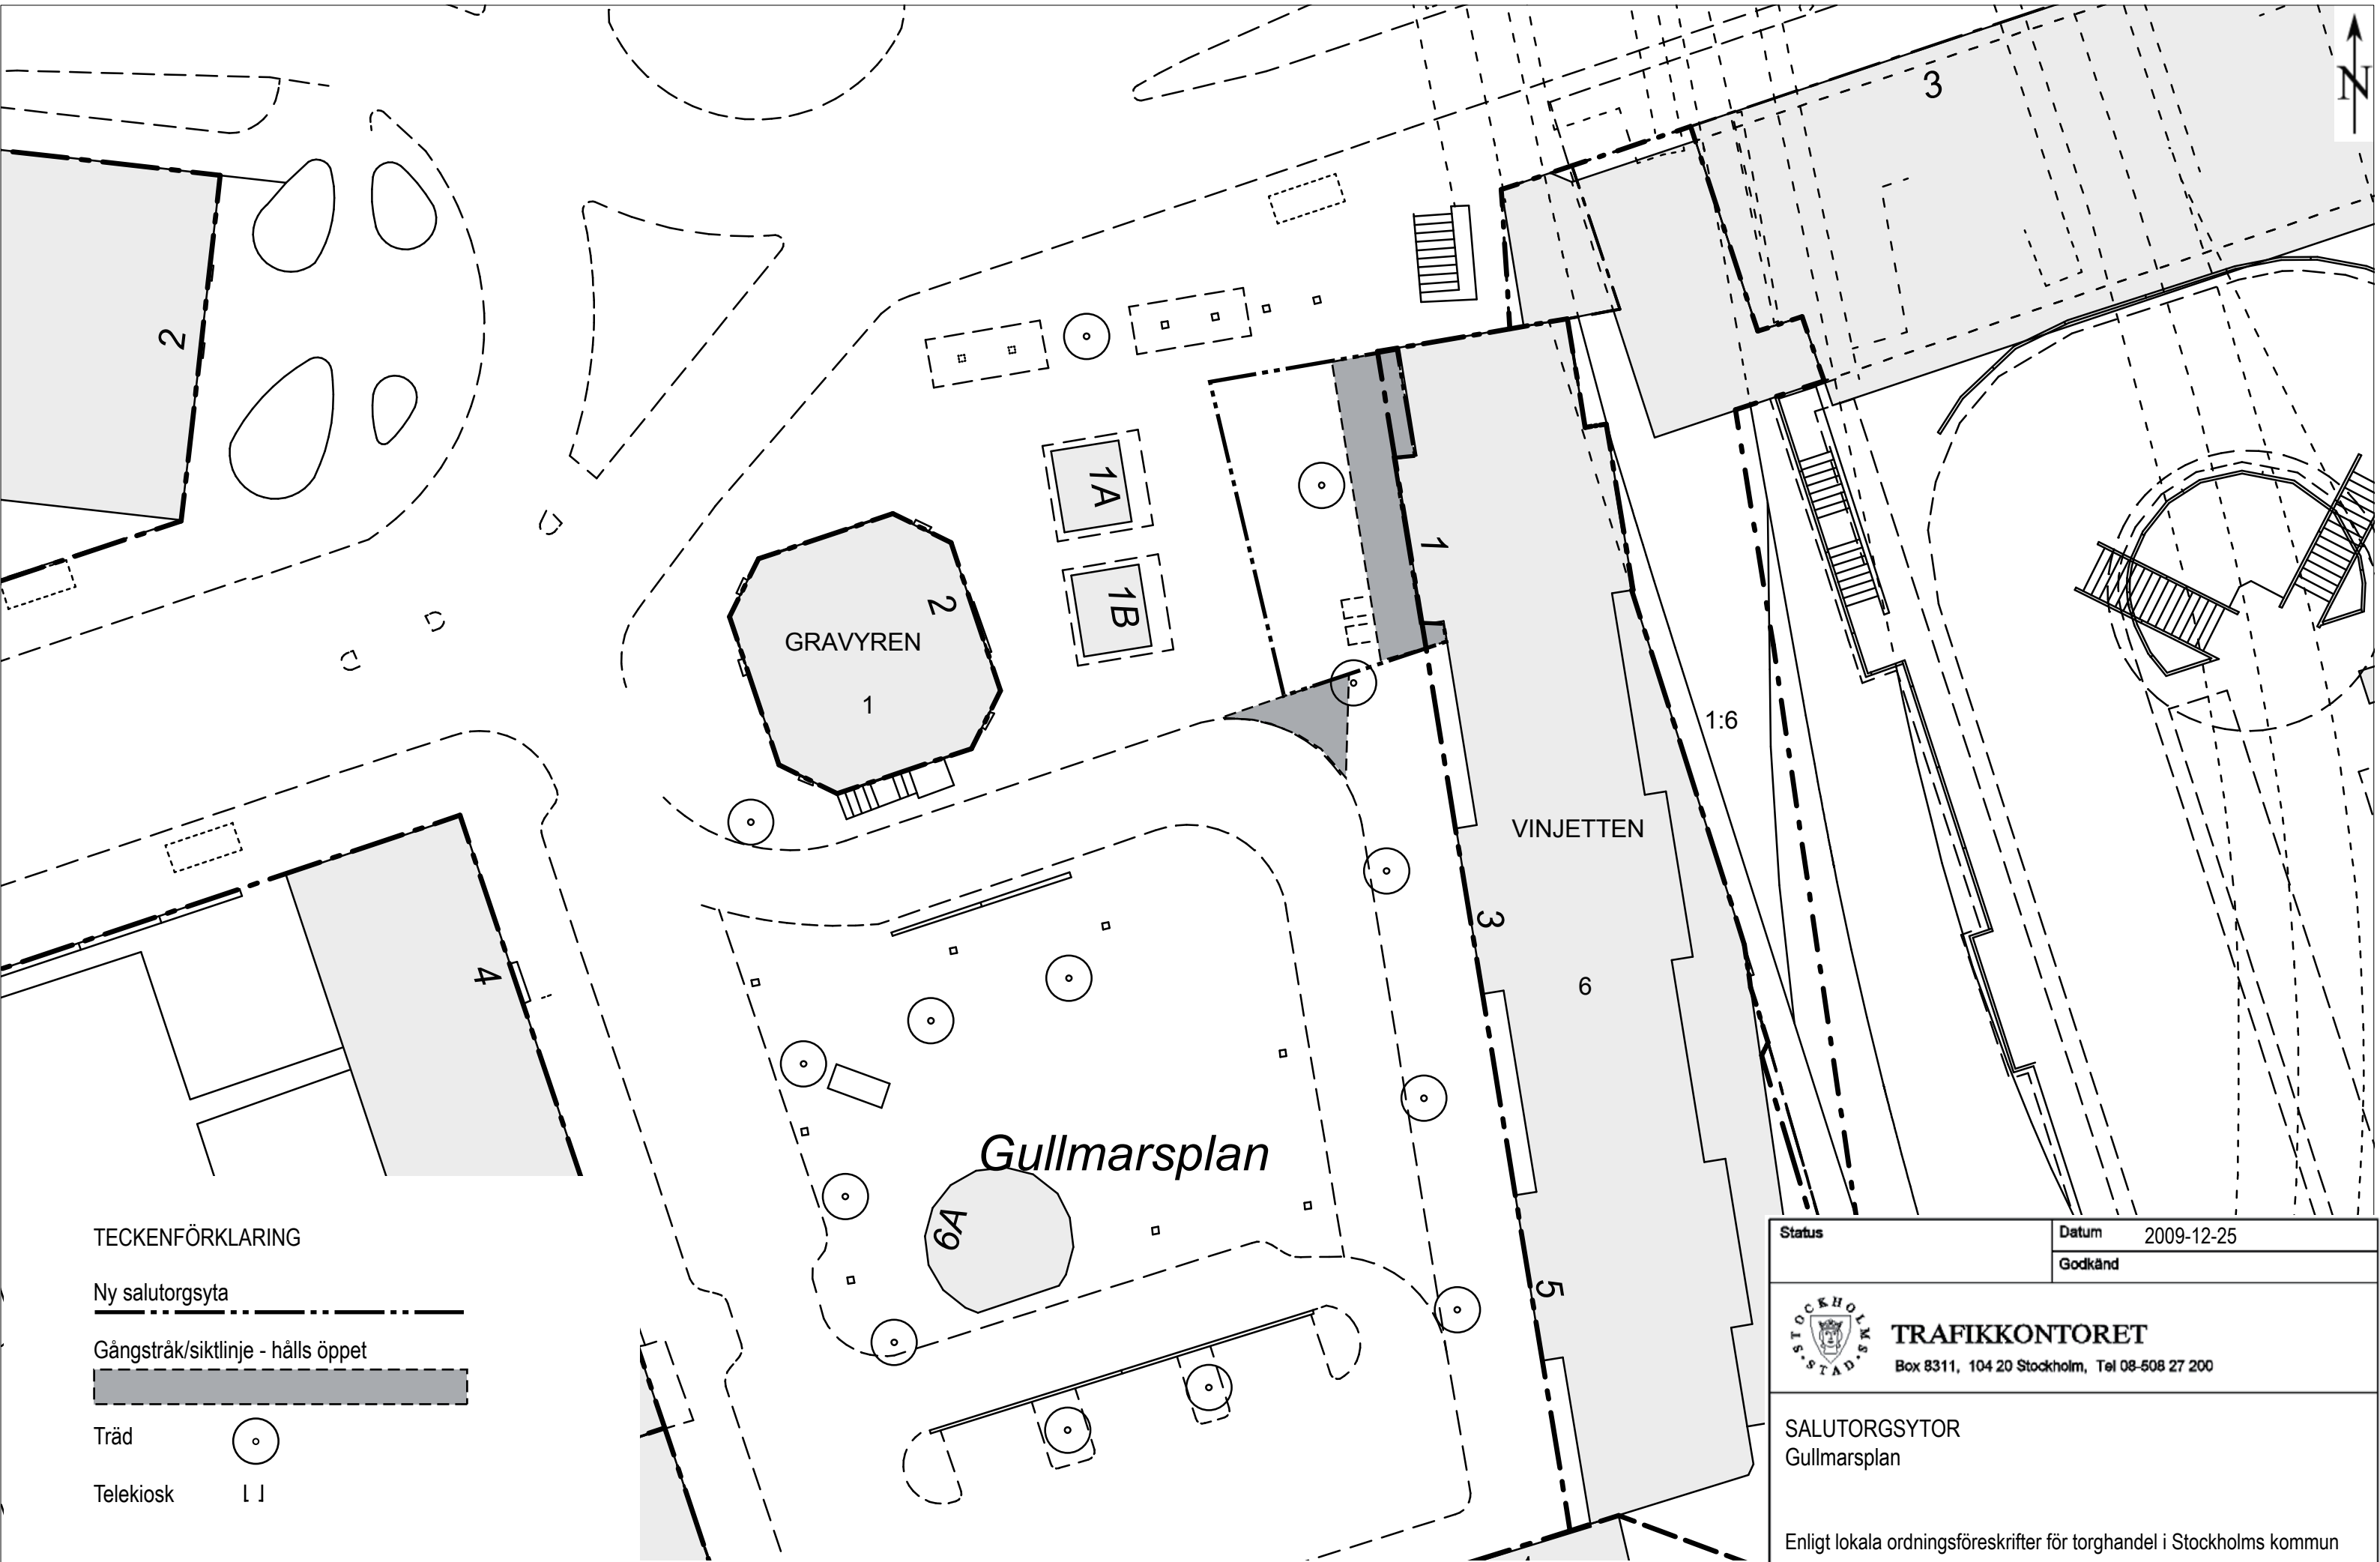 3
N
2
1A
1
1B
2
GRAVYREN
1
1:6
VINJETTEN
3
4
6
Gullmarsplan
6A
5
TECKENFÖRKLARING
Ny salutorgsyta
Gångstråk/siktlinje - hålls öppet
Träd
Telekiosk
Status
Datum 2009-12-25
Godkänd
STOCKHOLMS STAD
TRAFIKKONTORET
Box 8311, 104 20 Stockholm, Tel 08-508 27 200
SALUTORGSYTOR
Gullmarsplan
Enligt lokala ordningsföreskrifter för torghandel i Stockholms kommun